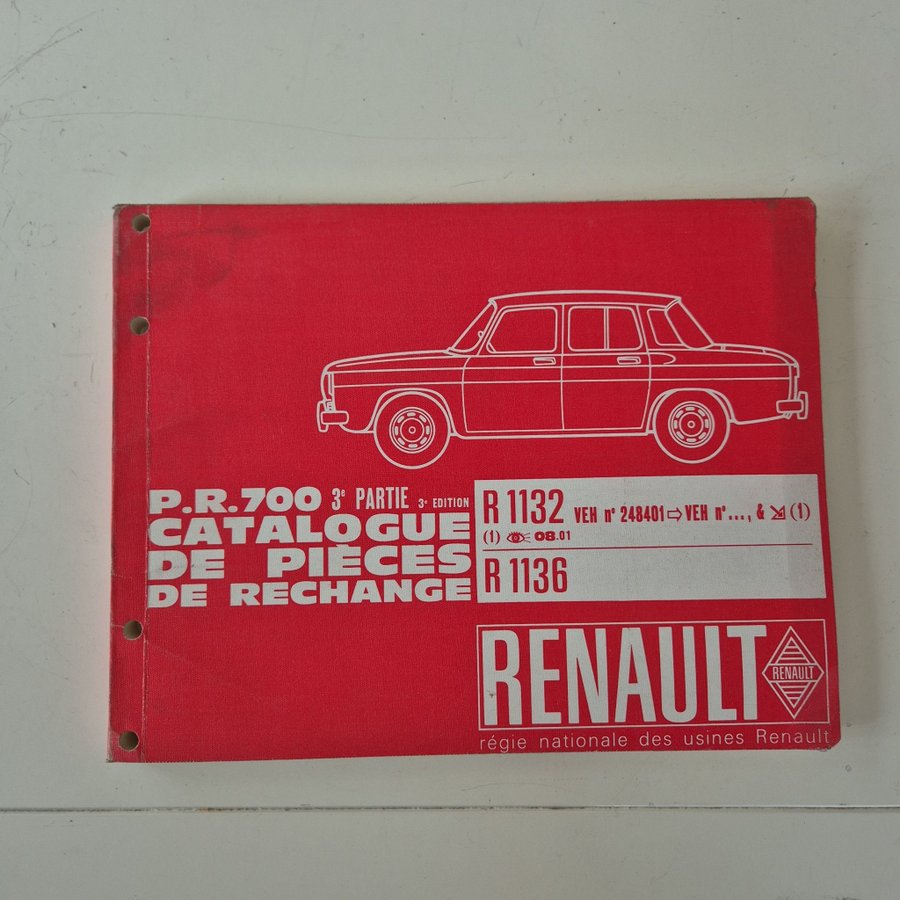 P.R.700 3e PARTIE 3e EDITION
CATALOGUE
DE PIÈCES
DE RECHANGE
R 1132 VEH n° 248401 ⇨ VEH n°..., & (1)
(1) 08.01
R 1136
RENAULT
RENAULT
régie nationale des usines Renault